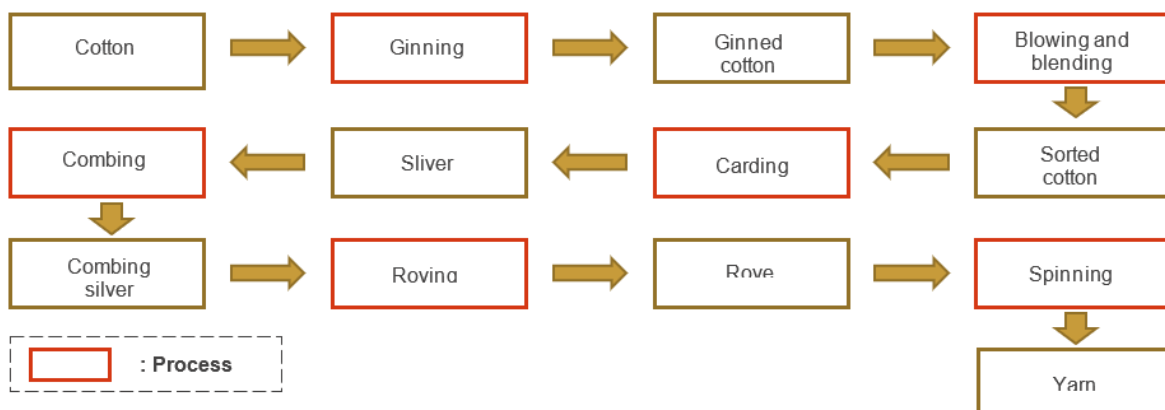 Cotton
Ginning
Ginned
cotton
Blowing and
blending
Combing
Sliver
Carding
Sorted
cotton
Combing
silver
Roving
Rove
Spinning
: Process
Yarn